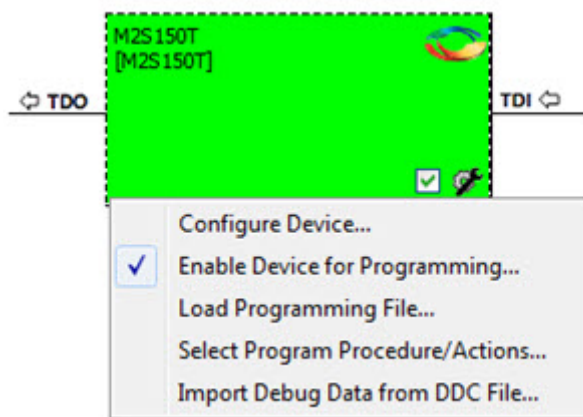 M2S150T
[M2S150T]
TDO
TDI
Configure Device...
Enable Device for Programming...
Load Programming File...
Select Program Procedure/Actions...
Import Debug Data from DDC File...